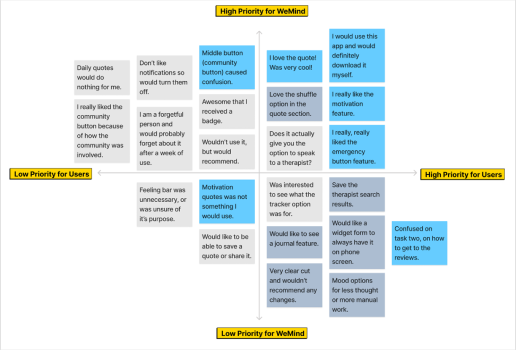 High Priority for WeMind
Daily quotes
would do
nothing for me.
Don't like
notifications so
would turn them
off.
Middle button
(community
button) caused
confusion.
I love the quote!
Was very cool!
I would use this
app and would
definitely
download it
myself.
I really liked the
community
button because
of how the
community was
involved.
I am a forgetful
person and would
probably forget
about it after a
week of use.
Awesome that I
received a
badge.
Love the shuffle
option in the
quote section.
I really like the
motivation
feature.
Wouldn't use it,
but would
recommend.
Does it actually
give you the
option to speak
to a therapist?
I really, really
liked the
emergency
button feature.
Low Priority for Users
High Priority for Users
Feeling bar was
unnecessary, or
was unsure of
it's purpose.
Motivation
quotes was not
something I
would use.
Was interested
to see what the
tracker option
was for.
Save the
therapist search
results.
Would like to be
able to save a
quote or share it.
Would like to see
a journal feature.
Would like a
widget form to
always have it
on phone
screen.
Confused on
task two, on how
to get to the
reviews.
Very clear cut
and wouldn't
recommend any
changes.
Mood options
for less thought
or more manual
work.
Low Priority for WeMind